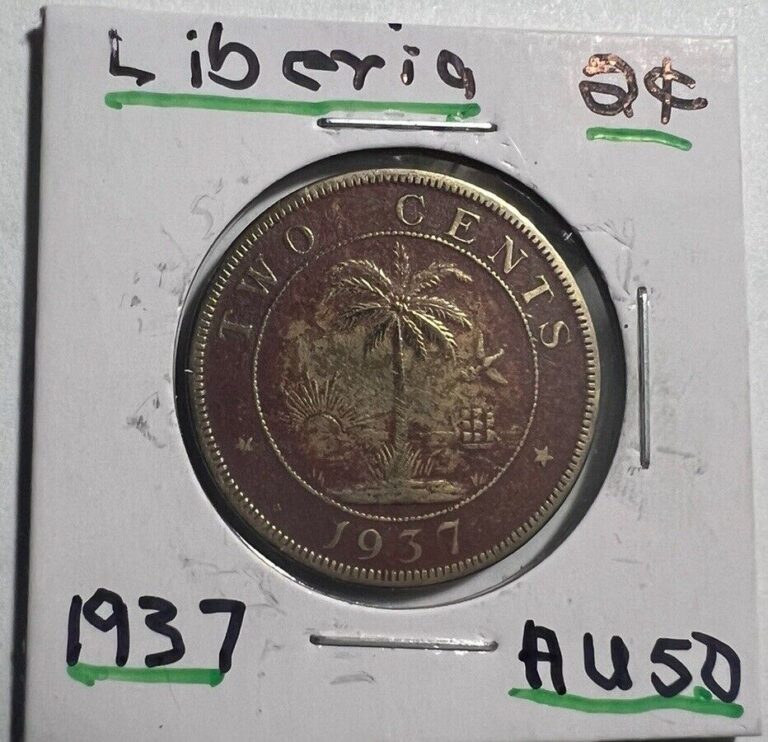 Liberia 2¢
TWO CENTS
1937
1937 AU50